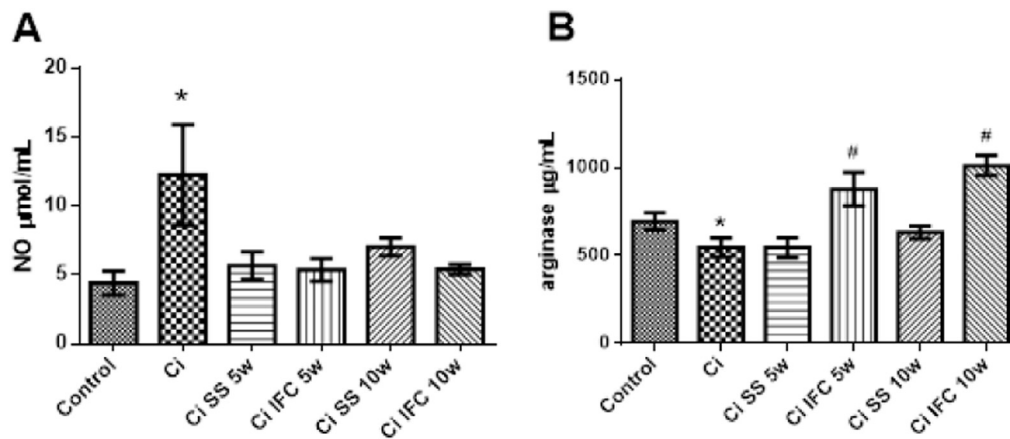 A
NO µmol/mL
20
15
10
5
0
*
Control
Ci
Ci SS 5w
Ci IFC 5w
Ci SS 10w
Ci IFC 10w
B
arginase µg/mL
1500
1000
500
0
*
#
#
Control
Ci
Ci SS 5w
Ci IFC 5w
Ci SS 10w
Ci IFC 10w